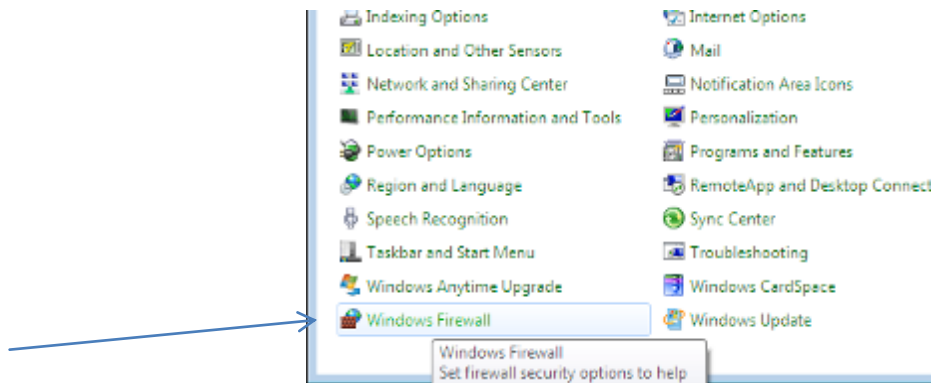 Indexing Options
Internet Options
Location and Other Sensors
Mail
Network and Sharing Center
Notification Area Icons
Performance Information and Tools
Personalization
Power Options
Programs and Features
Region and Language
RemoteApp and Desktop Connect
Speech Recognition
Sync Center
Taskbar and Start Menu
Troubleshooting
Windows Anytime Upgrade
Windows CardSpace
Windows Firewall
Windows Update
Windows Firewall
Set firewall security options to help